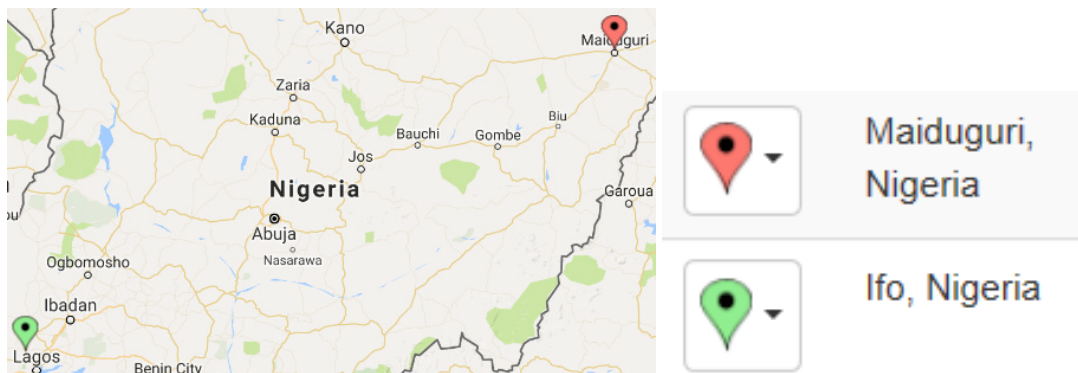 Kano
Maiduguri
Zaria
Kaduna
Biu
Bauchi
Gombe
Jos
Nigeria
Garoua
Abuja
Nasarawa
Ogbomosho
Ibadan
Lagos
Benin City
Maiduguri,
Nigeria
Ifo, Nigeria